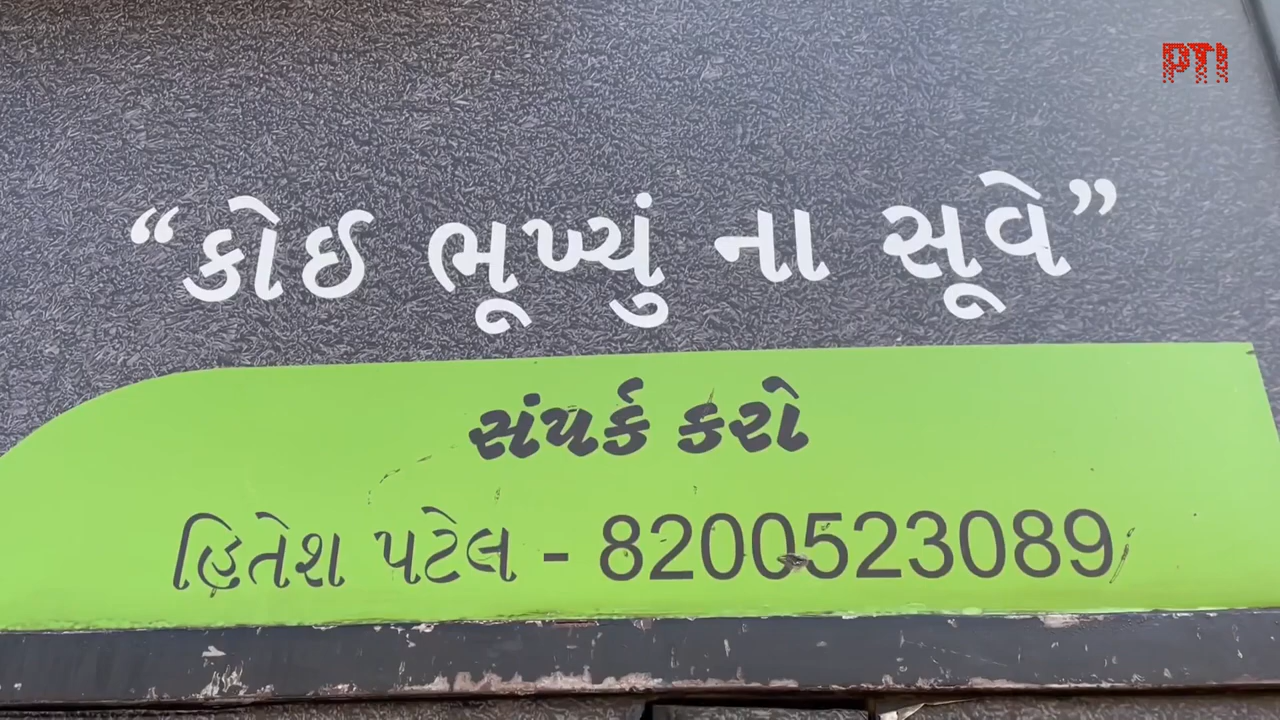 PTI
“કોઈ ભૂખ્યું ના સૂવે”
સંપર્ક કરો
હિતેશ પટેલ - 8200523089